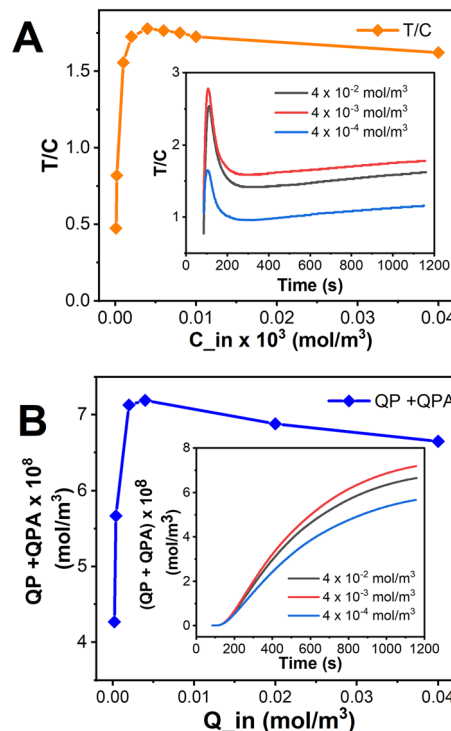 A
T/C
T/C
1.5
1.0
0.5
0.0
0.00
0.01
0.02
0.03
0.04
C_in x 10³ (mol/m³)
T/C
3
2
1
4 x 10⁻² mol/m³
4 x 10⁻³ mol/m³
4 x 10⁻⁴ mol/m³
0 200 400 600 800 1000 1200
Time (s)
B
QP +QPA
QP +QPA x 10⁸
(mol/m³)
7
6
5
4
0.00
0.01
0.02
0.03
0.04
Q_in (mol/m³)
(QP + QPA) x 10⁸
(mol/m³)
8
6
4
2
0
4 x 10⁻² mol/m³
4 x 10⁻³ mol/m³
4 x 10⁻⁴ mol/m³
0 200 400 600 800 1000 1200
Time (s)